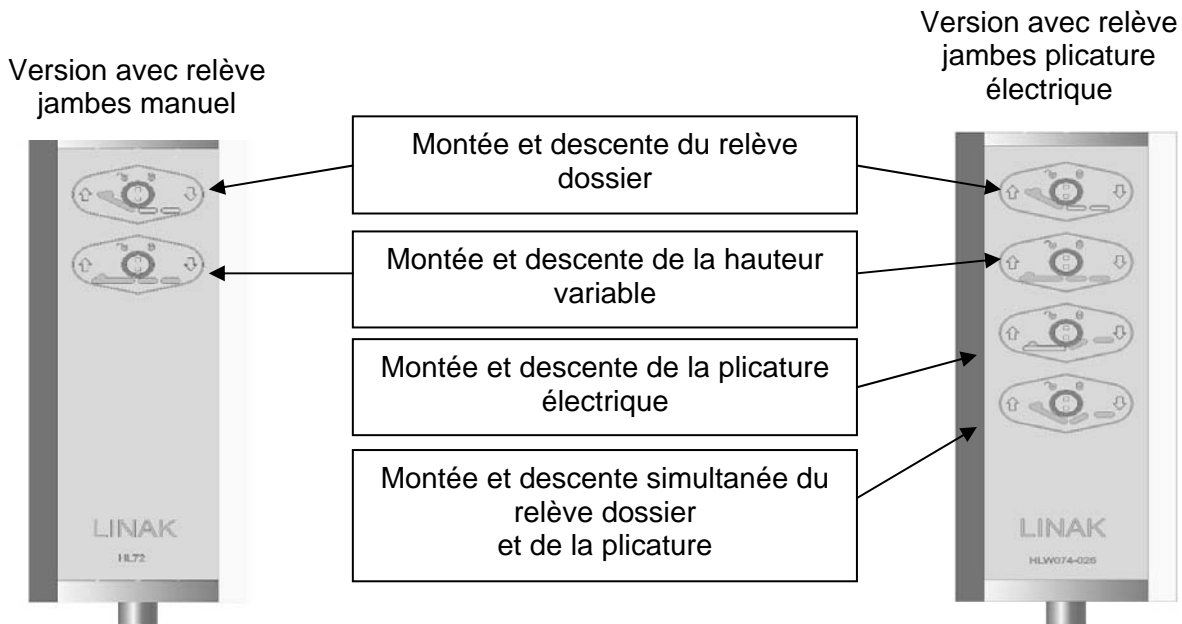 Version avec relève
jambes manuel
Version avec relève
jambes plicature
électrique
Montée et descente du relève
dossier
Montée et descente de la hauteur
variable
Montée et descente de la plicature
électrique
Montée et descente simultanée du
relève dossier
et de la plicature
LINAK
HL72
LINAK
HLW074-026